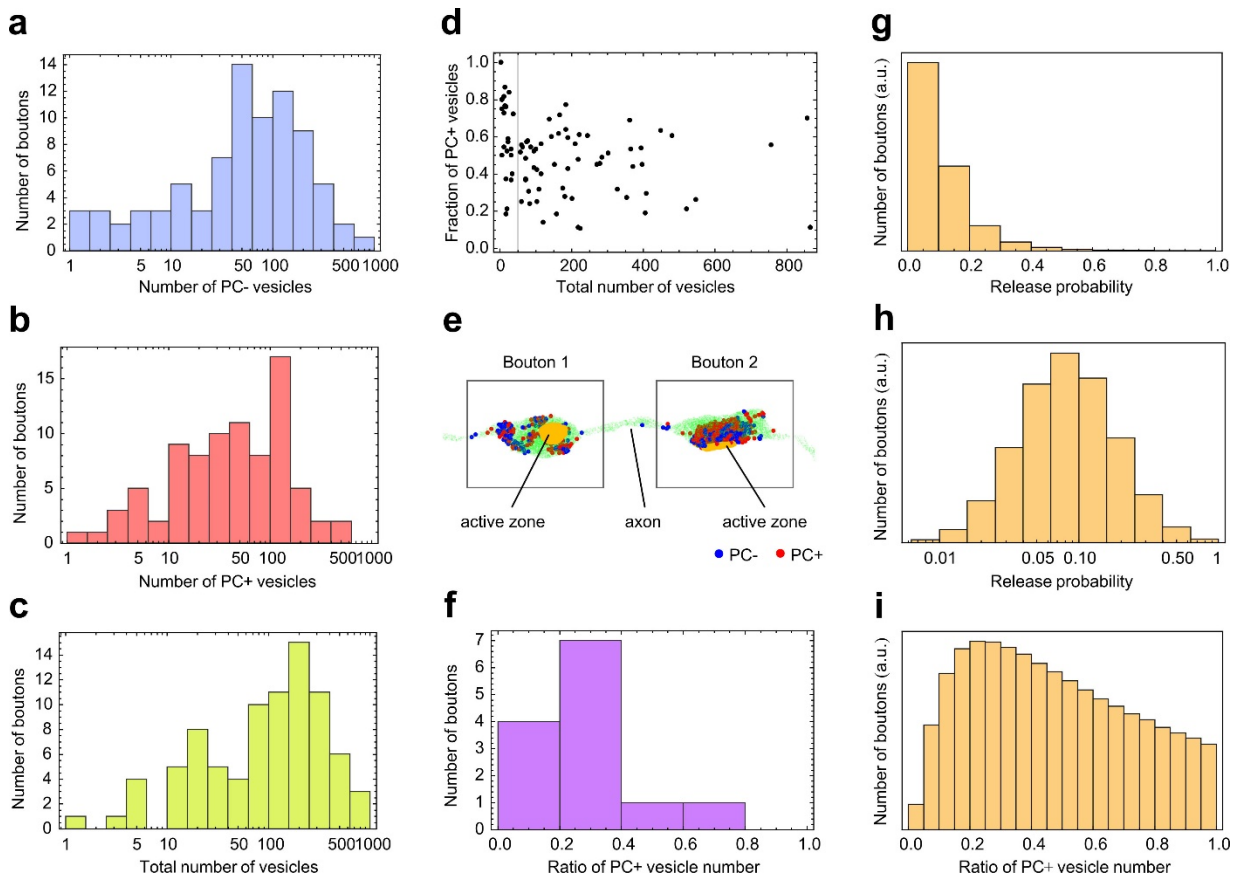 a
14
12
10
8
6
4
2
0
Number of boutons
1 5 10 50 100 500 1000
Number of PC- vesicles
b
15
10
5
0
Number of boutons
1 5 10 50 100 500 1000
Number of PC+ vesicles
c
14
12
10
8
6
4
2
0
Number of boutons
1 5 10 50 100 500 1000
Total number of vesicles
d
1.0
0.8
0.6
0.4
0.2
0.0
Fraction of PC+ vesicles
0 200 400 600 800
Total number of vesicles
e
Bouton 1 Bouton 2
active zone axon active zone
PC- PC+
f
7
6
5
4
3
2
1
0
Number of boutons
0.0 0.2 0.4 0.6 0.8 1.0
Ratio of PC+ vesicle number
g
Number of boutons (a.u.)
0.0 0.2 0.4 0.6 0.8 1.0
Release probability
h
Number of boutons (a.u.)
0.01 0.05 0.10 0.50 1
Release probability
i
Number of boutons (a.u.)
0.0 0.2 0.4 0.6 0.8 1.0
Ratio of PC+ vesicle number